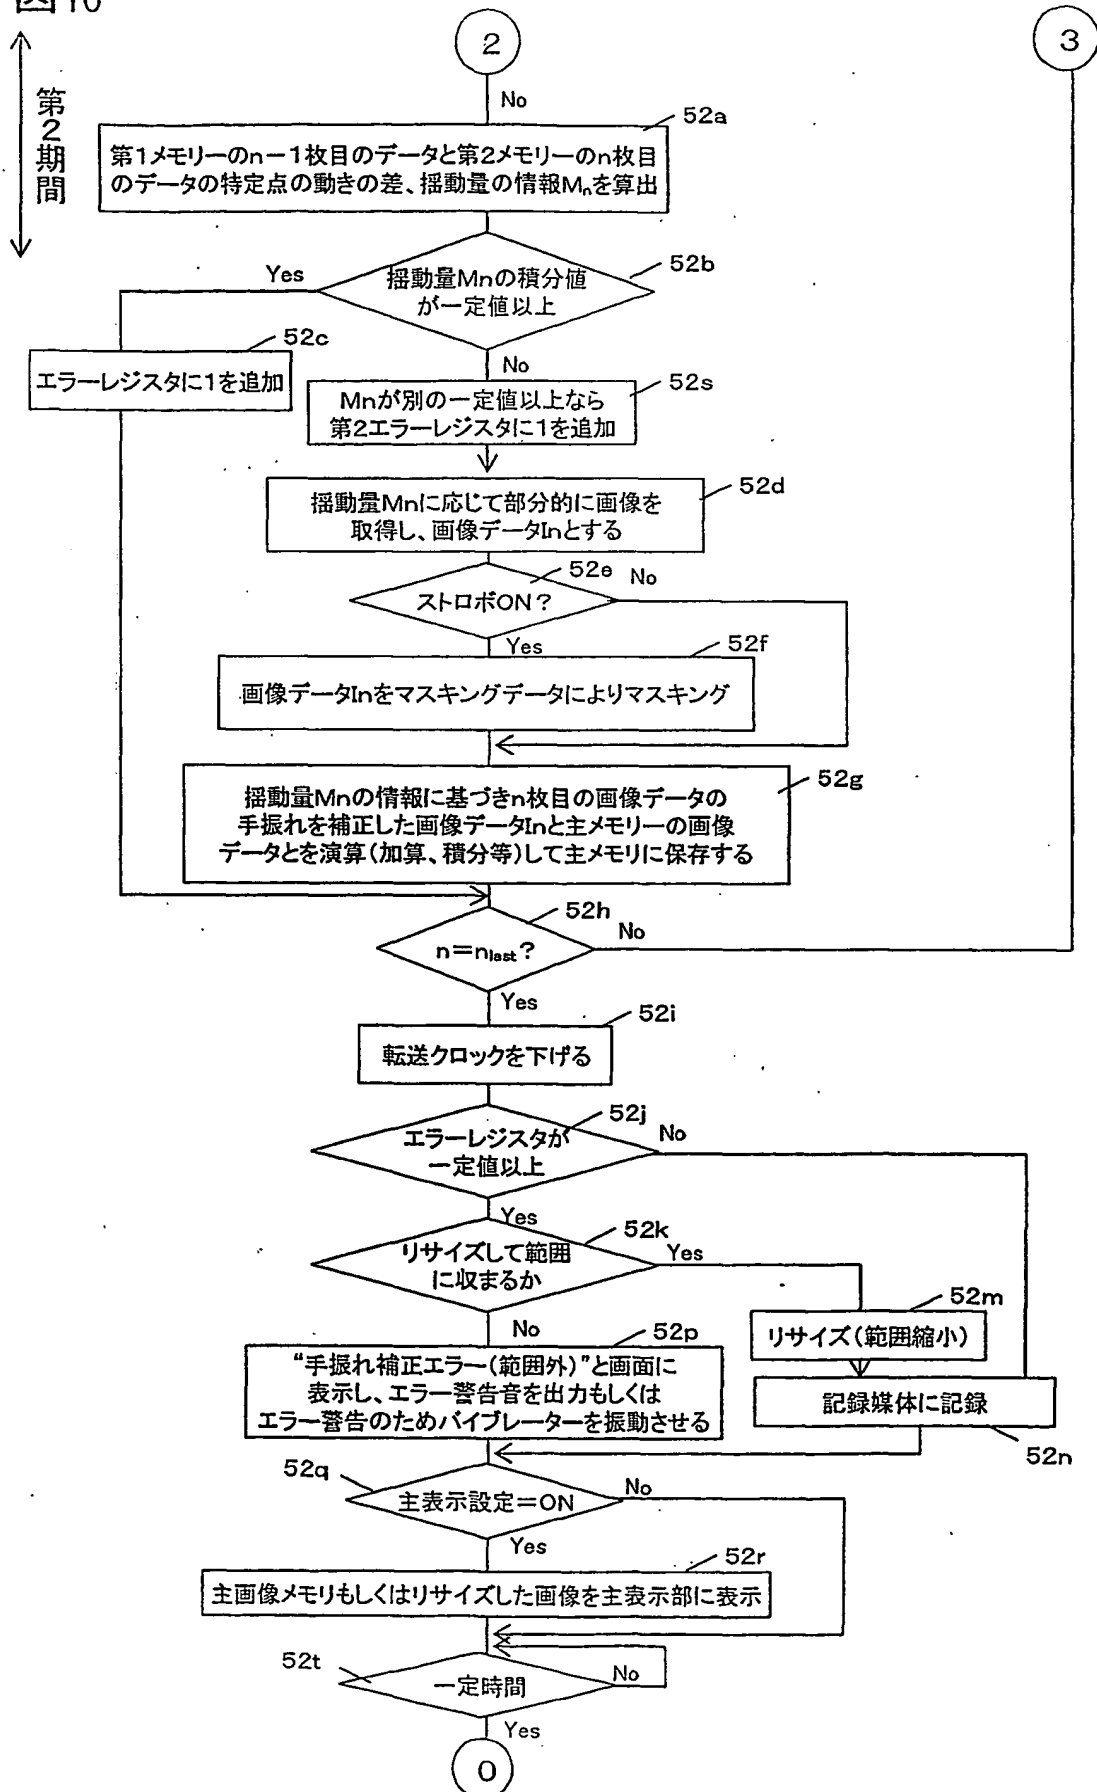 図10
2
3
第2期間
No
52a
第1メモリーのn−1枚目のデータと第2メモリーのn枚目
のデータの特定点の動きの差、揺動量の情報Mnを算出
52b
Yes
揺動量Mnの積分値
が一定値以上
52c
エラーレジスタに1を追加
No
52s
Mnが別の一定値以上なら
第2エラーレジスタに1を追加
52d
揺動量Mnに応じて部分的に画像を
取得し、画像データInとする
52e
No
ストロボON?
Yes
52f
画像データInをマスキングデータによりマスキング
52g
揺動量Mnの情報に基づきn枚目の画像データの
手振れを補正した画像データInと主メモリーの画像
データとを演算(加算、積分等)して主メモリに保存する
52h
No
n=nlast?
Yes
52i
転送クロックを下げる
52j
No
エラーレジスタが
一定値以上
Yes
52k
Yes
リサイズして範囲
に収まるか
52m
リサイズ(範囲縮小)
No
52p
“手振れ補正エラー(範囲外)”と画面に
表示し、エラー警告音を出力もしくは
エラー警告のためバイブレーターを振動させる
記録媒体に記録
52n
52q
No
主表示設定=ON
Yes
52r
主画像メモリもしくはリサイズした画像を主表示部に表示
52t
No
一定時間
Yes
0